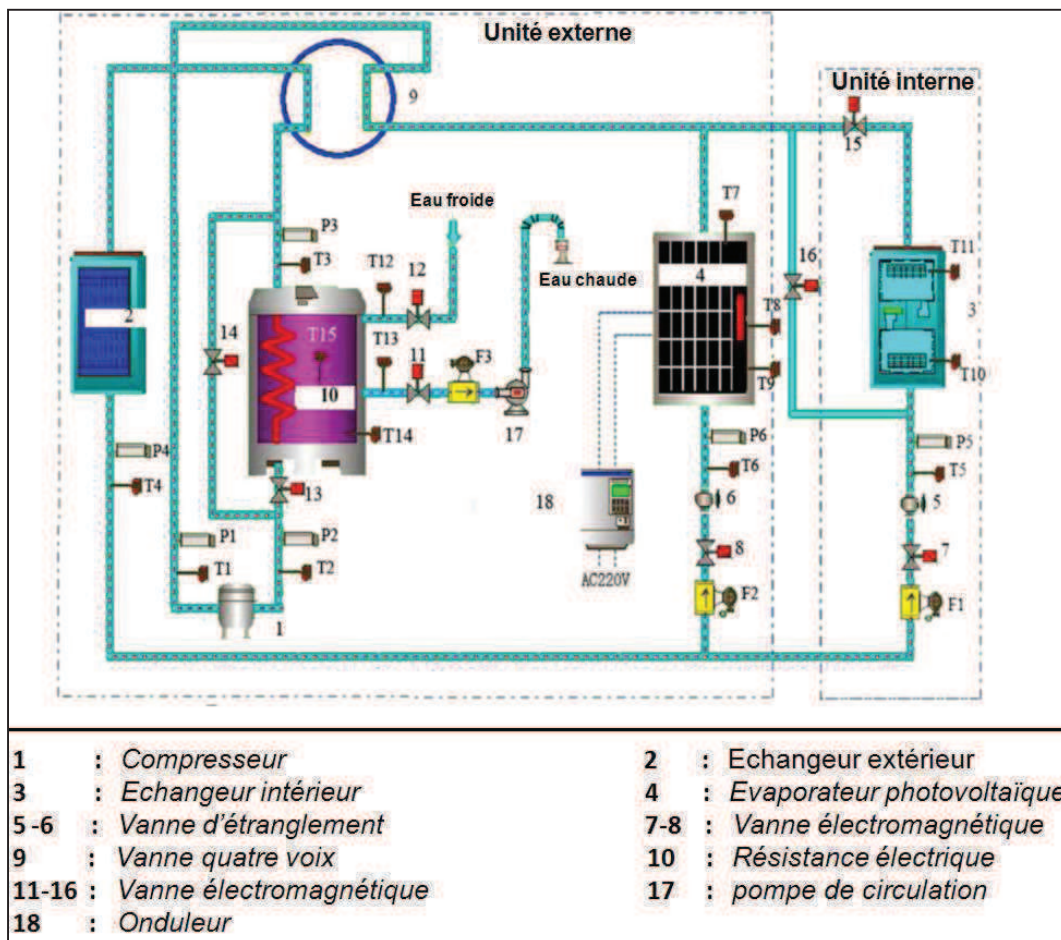 Unité externe
Unité interne
9
15
Eau froide
T7
P3
T12
12
16
T11
T3
Eau chaude
4
2
14
T15
T13
11
F3
T8
3
10
T9
T10
17
T14
P4
P6
P5
T4
13
18
T6
T5
6
5
P1
P2
8
7
T1
T2
AC220V
F2
F1
1
1 : Compresseur
2 : Echangeur extérieur
3 : Echangeur intérieur
4 : Evaporateur photovoltaïque
5 -6 : Vanne d'étranglement
7-8 : Vanne électromagnétique
9 : Vanne quatre voix
10 : Résistance électrique
11-16 : Vanne électromagnétique
17 : pompe de circulation
18 : Onduleur